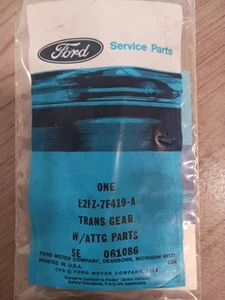 Ford
Service Parts
ONE
E2FZ-7F419-A
TRANS GEAR
W/ATTG PARTS
SE 061086
FORD MOTOR COMPANY, DEARBORN, MICHIGAN 48121
PRINTED IN U.S.A.
FORD MOTOR COMPANY,